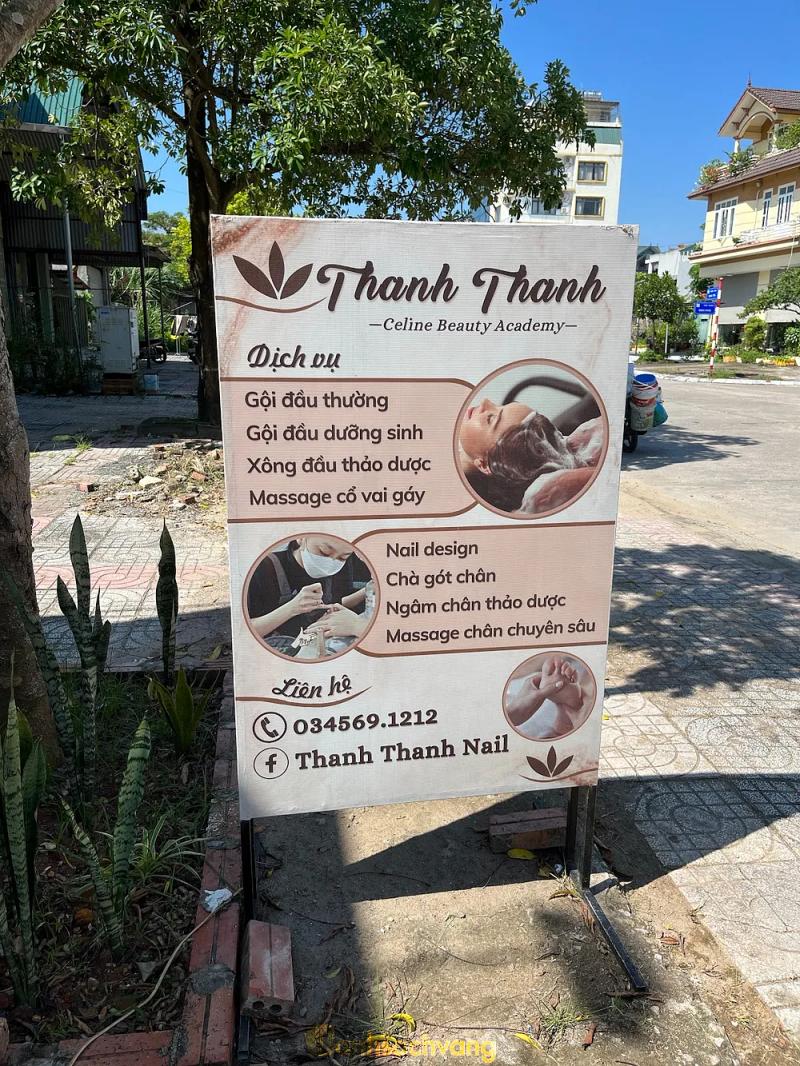 Thanh Thanh
—Celine Beauty Academy—
Dịch vụ
Gội đầu thường
Gội đầu dưỡng sinh
Xông đầu thảo dược
Massage cổ vai gáy
Nail design
Chà gót chân
Ngâm chân thảo dược
Massage chân chuyên sâu
Liên hệ
034569.1212
Thanh Thanh Nail